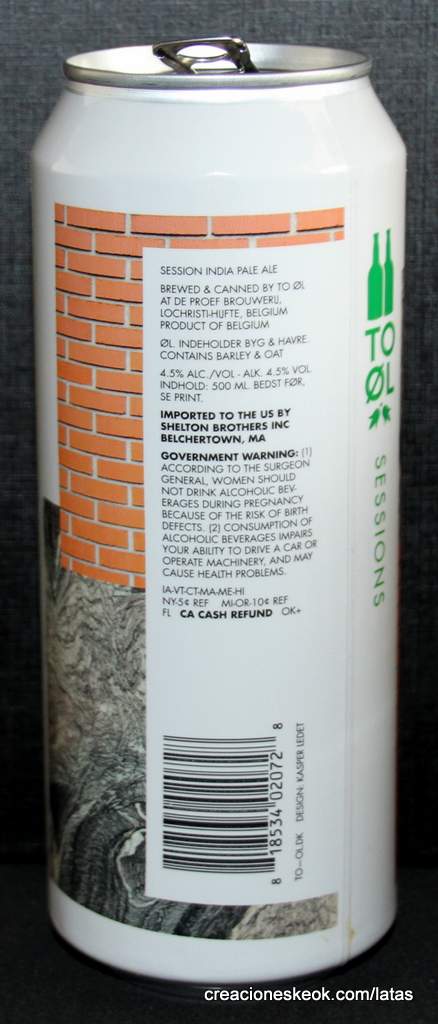 SESSION INDIA PALE ALE
BREWED & CANNED BY TO ØL
AT DE PROEF BROUWERIJ,
LOCHRISTI-HIJFTE, BELGIUM
PRODUCT OF BELGIUM
ØL. INDEHOLDER BYG & HAVRE.
CONTAINS BARLEY & OAT
4.5% ALC./VOL - ALK. 4.5% VOL
INDHOLD: 500 ML. BEDST FØR,
SE PRINT.
IMPORTED TO THE US BY
SHELTON BROTHERS INC
BELCHERTOWN, MA
GOVERNMENT WARNING: (1)
ACCORDING TO THE SURGEON
GENERAL, WOMEN SHOULD
NOT DRINK ALCOHOLIC BEV-
ERAGES DURING PREGNANCY
BECAUSE OF THE RISK OF BIRTH
DEFECTS. (2) CONSUMPTION OF
ALCOHOLIC BEVERAGES IMPAIRS
YOUR ABILITY TO DRIVE A CAR OR
OPERATE MACHINERY, AND MAY
CAUSE HEALTH PROBLEMS.
IA-VT-CT-MA-ME-HI
NY-5¢ REF MI-OR-10¢ REF
FL CA CASH REFUND OK+
8 18534 02072 8
TO—OL.DK DESIGN: KASPER LEDET
TO
ØL
SESSIONS
creacioneskeok.com/latas